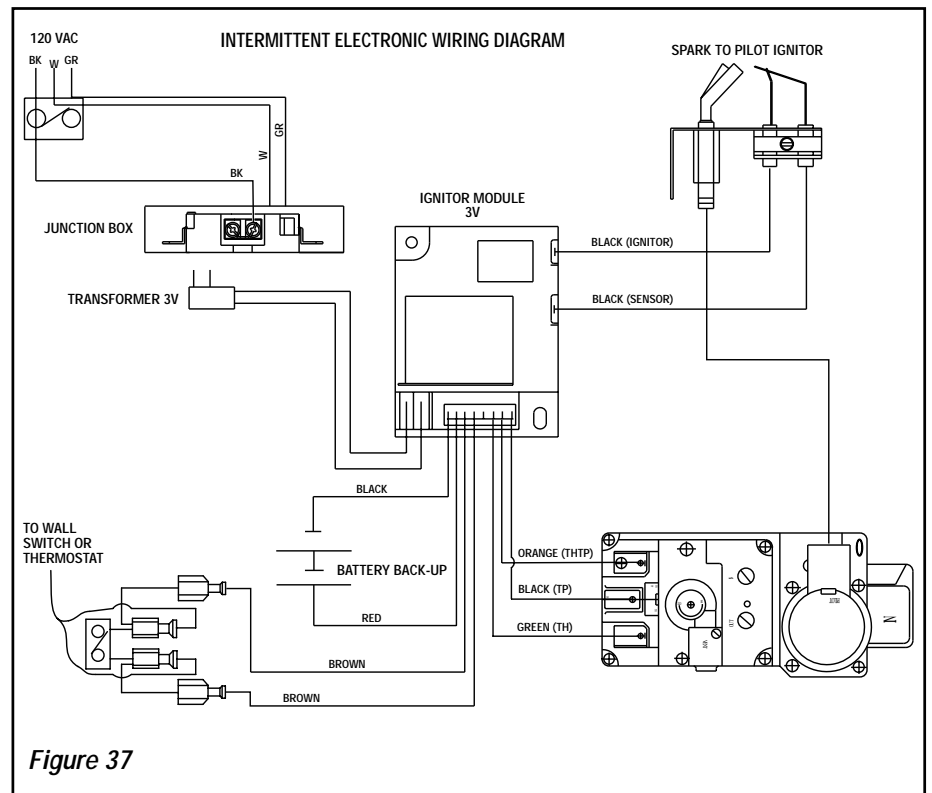 INTERMITTENT ELECTRONIC WIRING DIAGRAM
120 VAC
BK W GR
SPARK TO PILOT IGNITOR
W
GR
BK
JUNCTION BOX
IGNITOR MODULE
3V
BLACK (IGNITOR)
TRANSFORMER 3V
BLACK (SENSOR)
BLACK
TO WALL
SWITCH OR
THERMOSTAT
BATTERY BACK-UP
ORANGE (THTP)
BLACK (TP)
GREEN (TH)
RED
BROWN
BROWN
PILOT
N
Figure 37